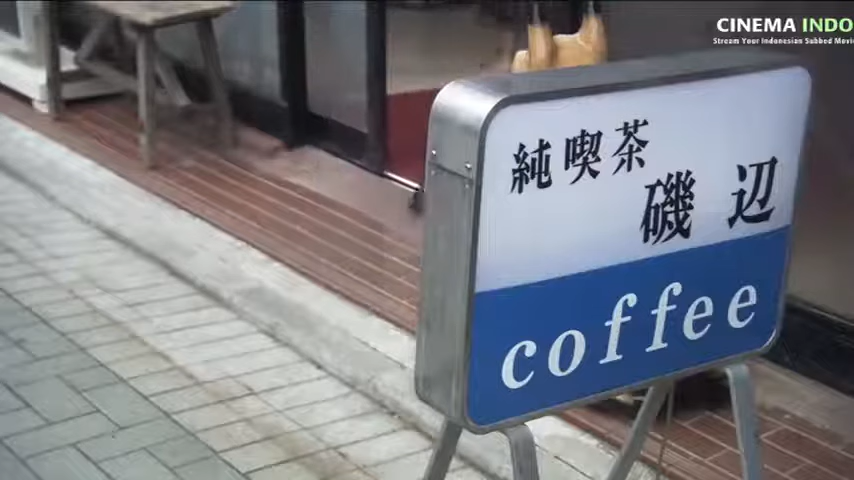 CINEMA INDO
Stream Your Indonesian Subbed Movie
純喫茶
磯辺
coffee